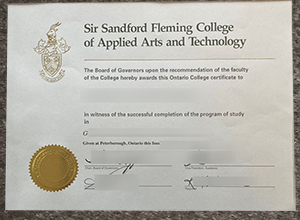 Sir Sandford Fleming College
of Applied Arts and Technology
The Board of Governors upon the recommendation of the faculty
of the College hereby awards this Ontario College certificate to
In witness of the successful completion of the program of study
in
G
Given at Peterborough, Ontario this